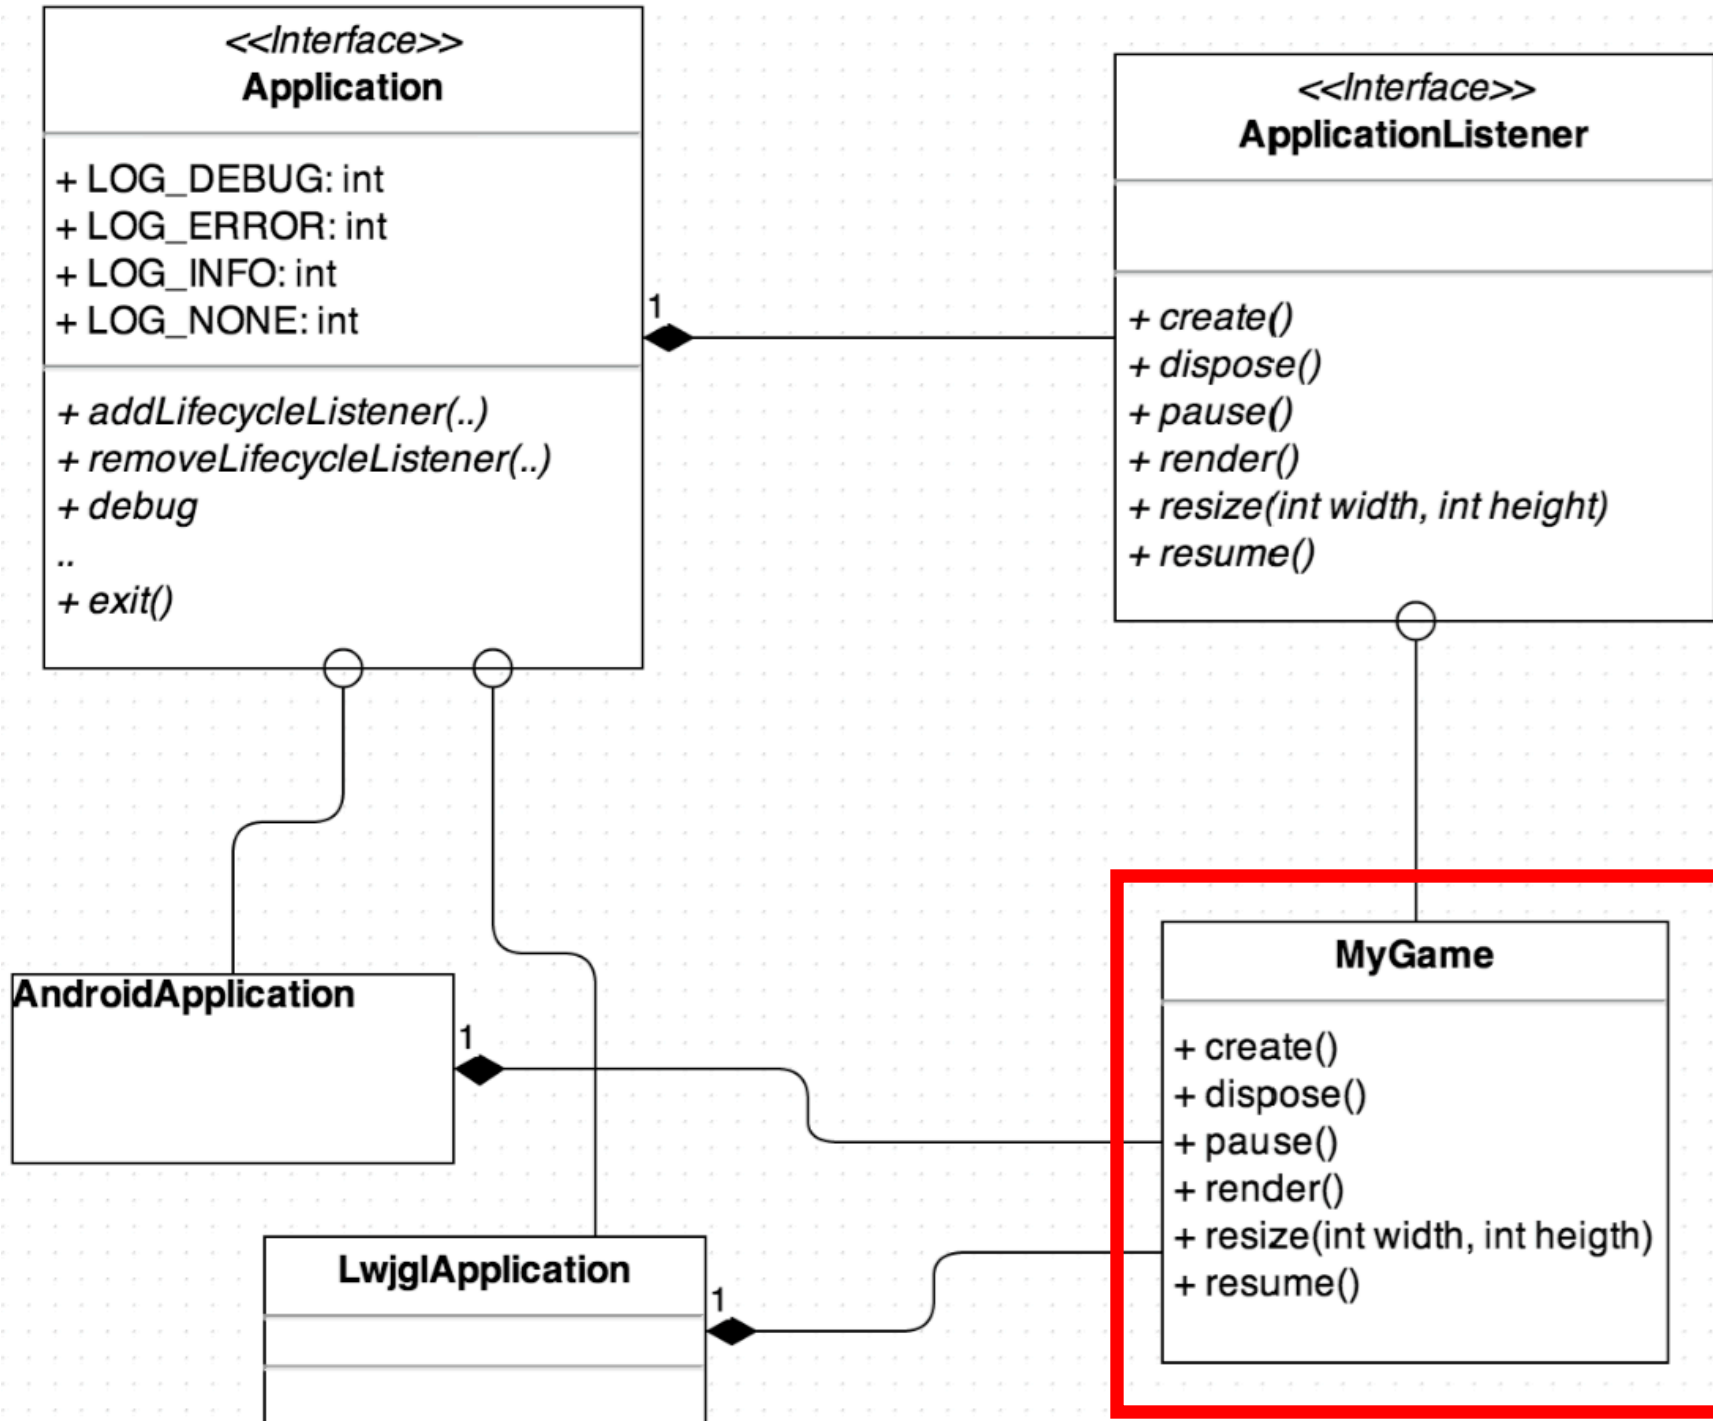 <<Interface>>
Application
+ LOG_DEBUG: int
+ LOG_ERROR: int
+ LOG_INFO: int
+ LOG_NONE: int
+ addLifecycleListener(..)
+ removeLifecycleListener(..)
+ debug
..
+ exit()
1
<<Interface>>
ApplicationListener
+ create()
+ dispose()
+ pause()
+ render()
+ resize(int width, int height)
+ resume()
AndroidApplication
1
LwjglApplication
1
MyGame
+ create()
+ dispose()
+ pause()
+ render()
+ resize(int width, int heigth)
+ resume()